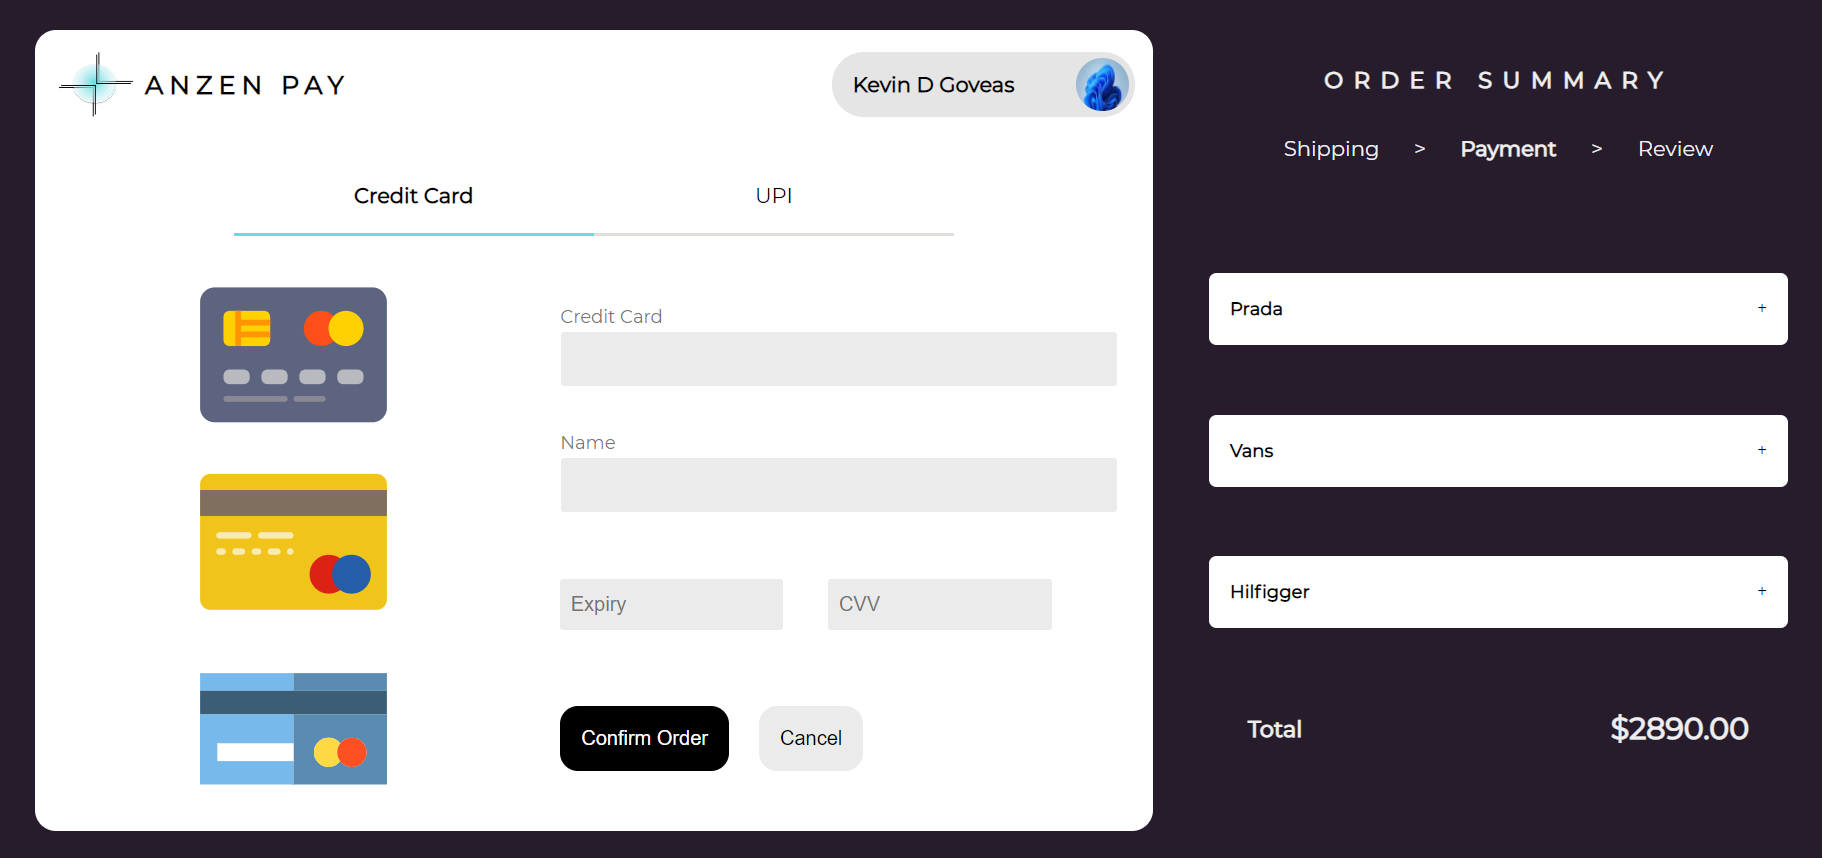 ANZEN PAY
Kevin D Goveas
Credit Card
UPI
Credit Card
Name
Expiry
CVV
Confirm Order
Cancel
ORDER SUMMARY
Shipping > Payment > Review
Prada +
Vans +
Hilfigger +
Total $2890.00